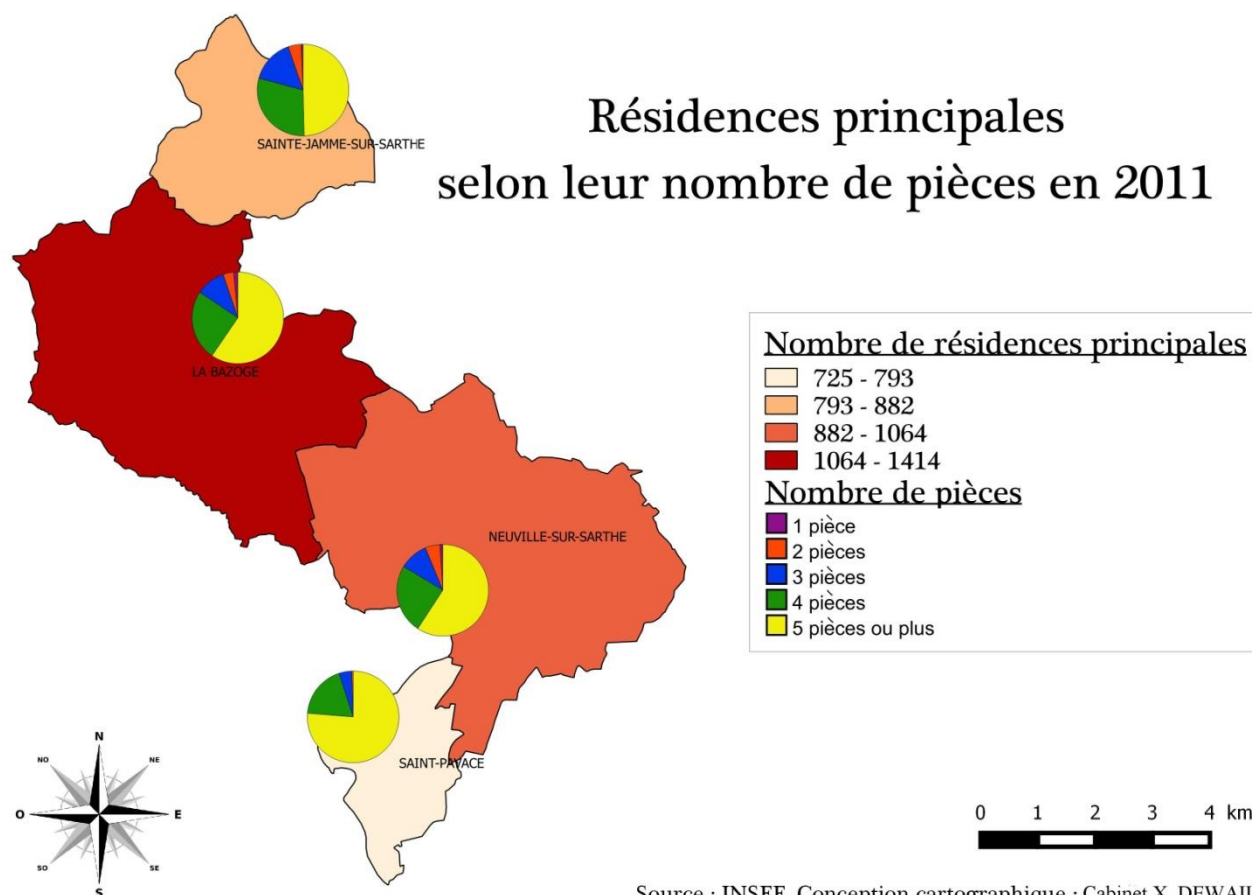 Résidences principales
selon leur nombre de pièces en 2011
SAINTE-JAMME-SUR-SARTHE
LA BAZOGE
NEUVILLE-SUR-SARTHE
SAINT-PAVACE
Nombre de résidences principales
725 - 793
793 - 882
882 - 1064
1064 - 1414
Nombre de pièces
1 pièce
2 pièces
3 pièces
4 pièces
5 pièces ou plus
N
NO
NE
O
E
SO
SE
S
0 1 2 3 4 km
Source : INSEE, Conception cartographique : Cabinet X. DEWAI